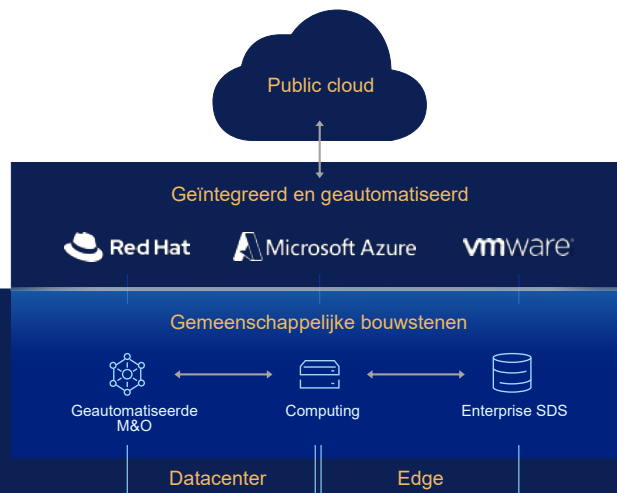 Public cloud
Geïntegreerd en geautomatiseerd
Red Hat Microsoft Azure vmware®
Gemeenschappelijke bouwstenen
Geautomatiseerde M&O Computing Enterprise SDS
Datacenter Edge